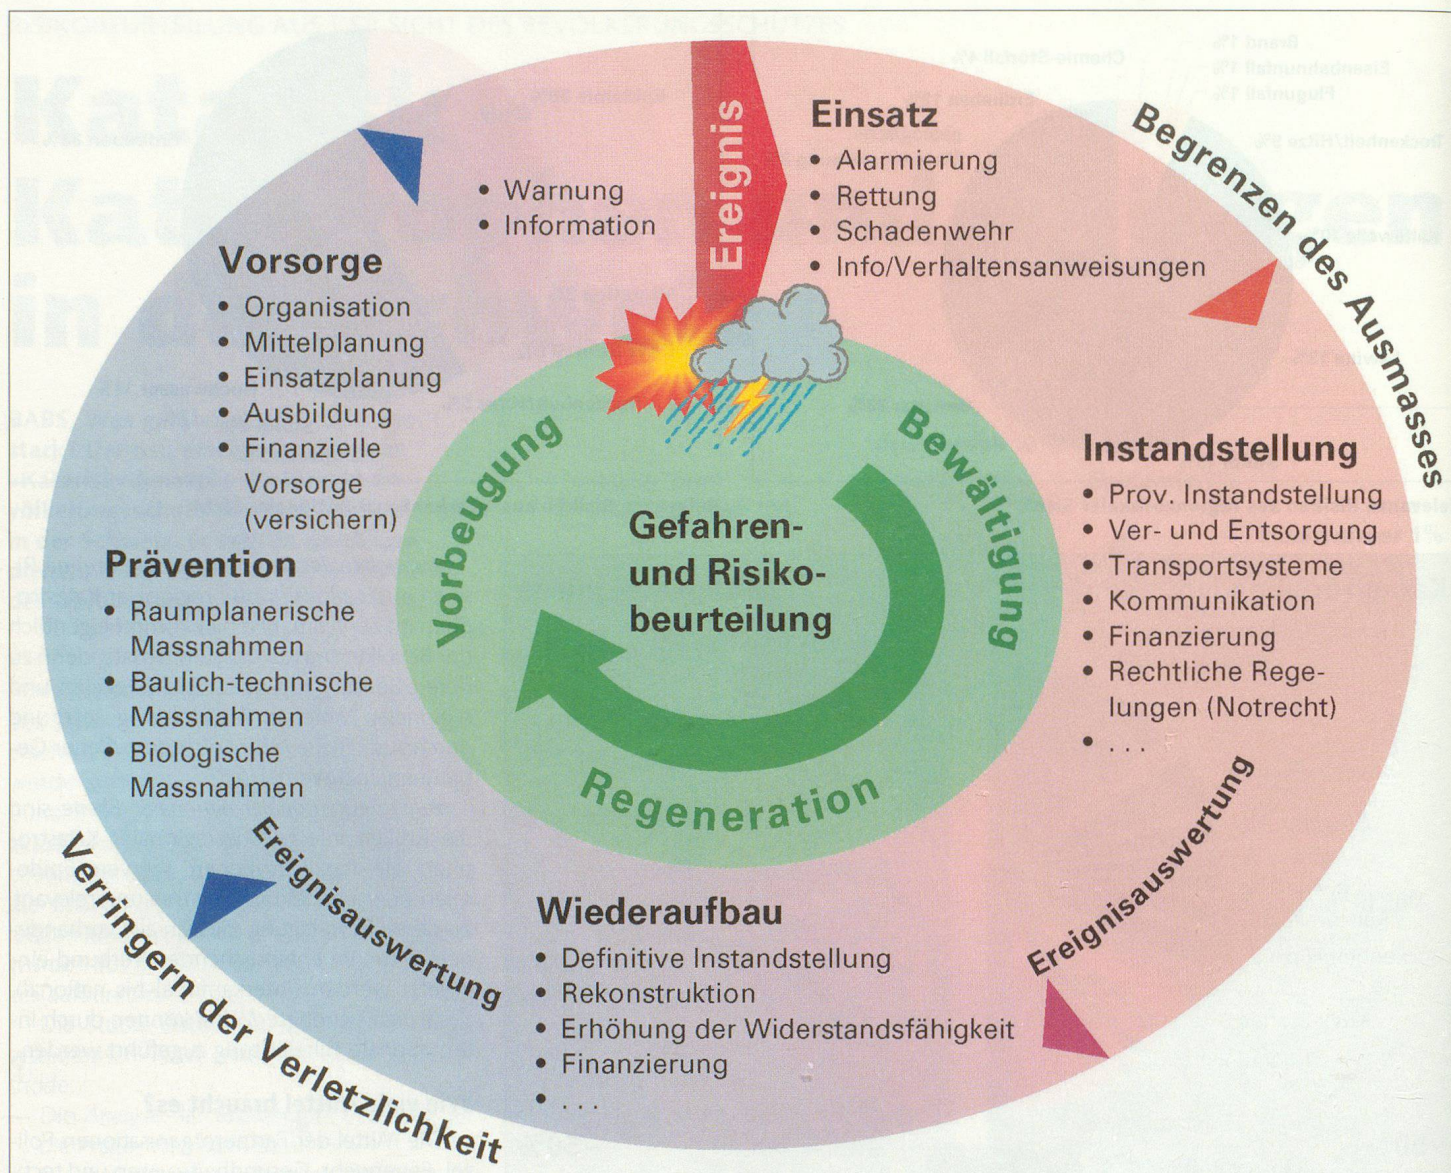 Ereignis
Einsatz
• Alarmierung
• Rettung
• Schadenwehr
• Info/Verhaltensanweisungen
Begrenzen des Ausmasses
Instandstellung
• Prov. Instandstellung
• Ver- und Entsorgung
• Transportsysteme
• Kommunikation
• Finanzierung
• Rechtliche Rege-
lungen (Notrecht)
• . . .
Ereignisauswertung
Wiederaufbau
• Definitive Instandstellung
• Rekonstruktion
• Erhöhung der Widerstandsfähigkeit
• Finanzierung
• . . .
Ereignisauswertung
Verringern der Verletzlichkeit
Prävention
• Raumplanerische
Massnahmen
• Baulich-technische
Massnahmen
• Biologische
Massnahmen
Vorsorge
• Organisation
• Mittelplanung
• Einsatzplanung
• Ausbildung
• Finanzielle
Vorsorge
(versichern)
• Warnung
• Information
Bewältigung
Regeneration
Vorbeugung
Gefahren-
und Risiko-
beurteilung